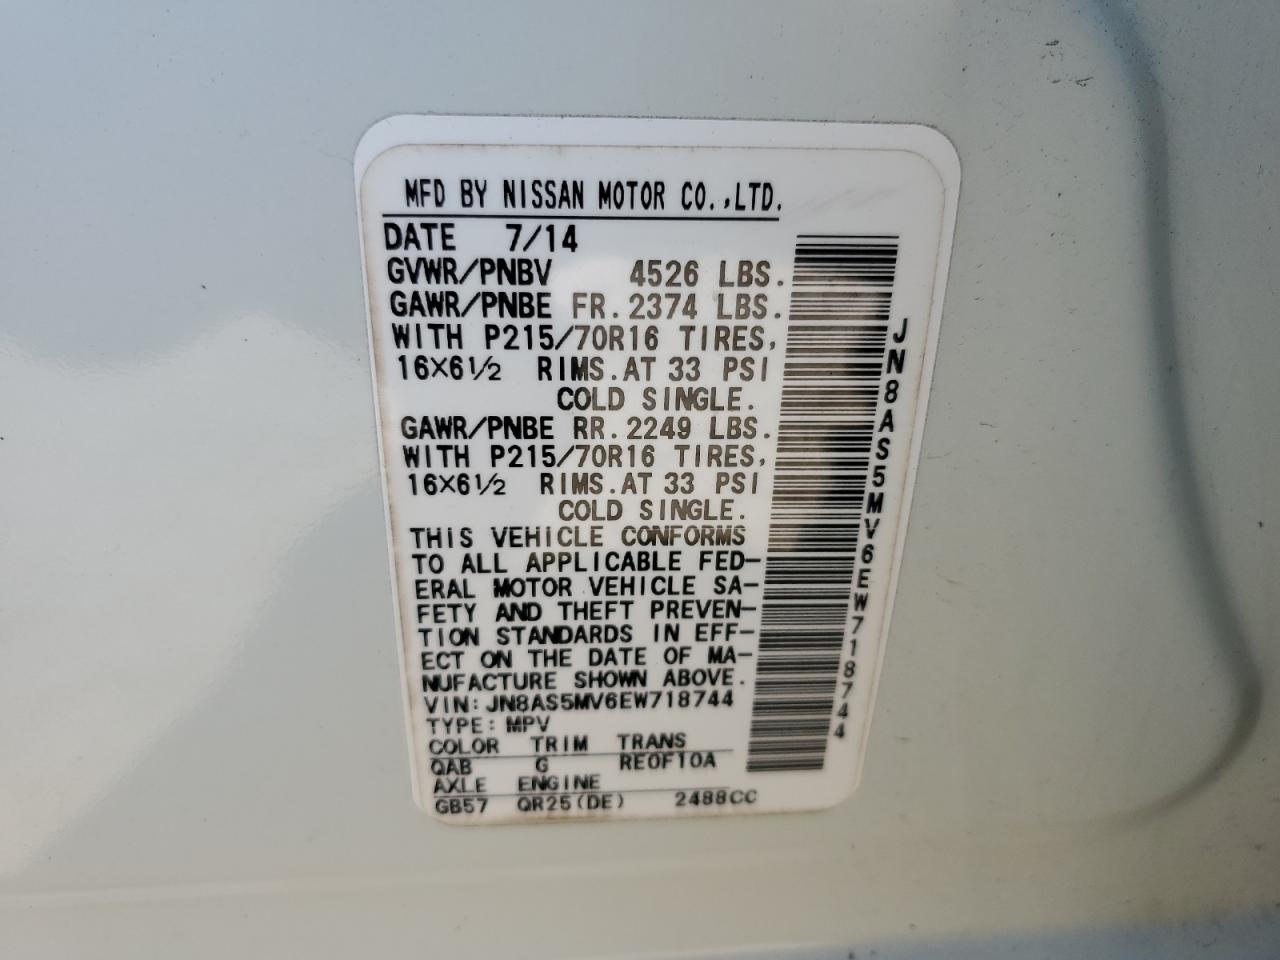 MFD BY NISSAN MOTOR CO.,LTD.
DATE 7/14
GVWR/PNBV 4526 LBS.
GAWR/PNBE FR. 2374 LBS.
WITH P215/70R16 TIRES,
16×6½ RIMS.AT 33 PSI
COLD SINGLE.
GAWR/PNBE RR. 2249 LBS.
WITH P215/70R16 TIRES,
16×6½ RIMS.AT 33 PSI
COLD SINGLE.
THIS VEHICLE CONFORMS
TO ALL APPLICABLE FED-
ERAL MOTOR VEHICLE SA-
FETY AND THEFT PREVEN-
TION STANDARDS IN EFF-
ECT ON THE DATE OF MA-
NUFACTURE SHOWN ABOVE.
VIN: JN8AS5MV6EW718744
TYPE: MPV
COLOR TRIM TRANS
QAB G RE0F10A
AXLE ENGINE
GB57 QR25(DE) 2488CC
JN8AS5MV6EW718744